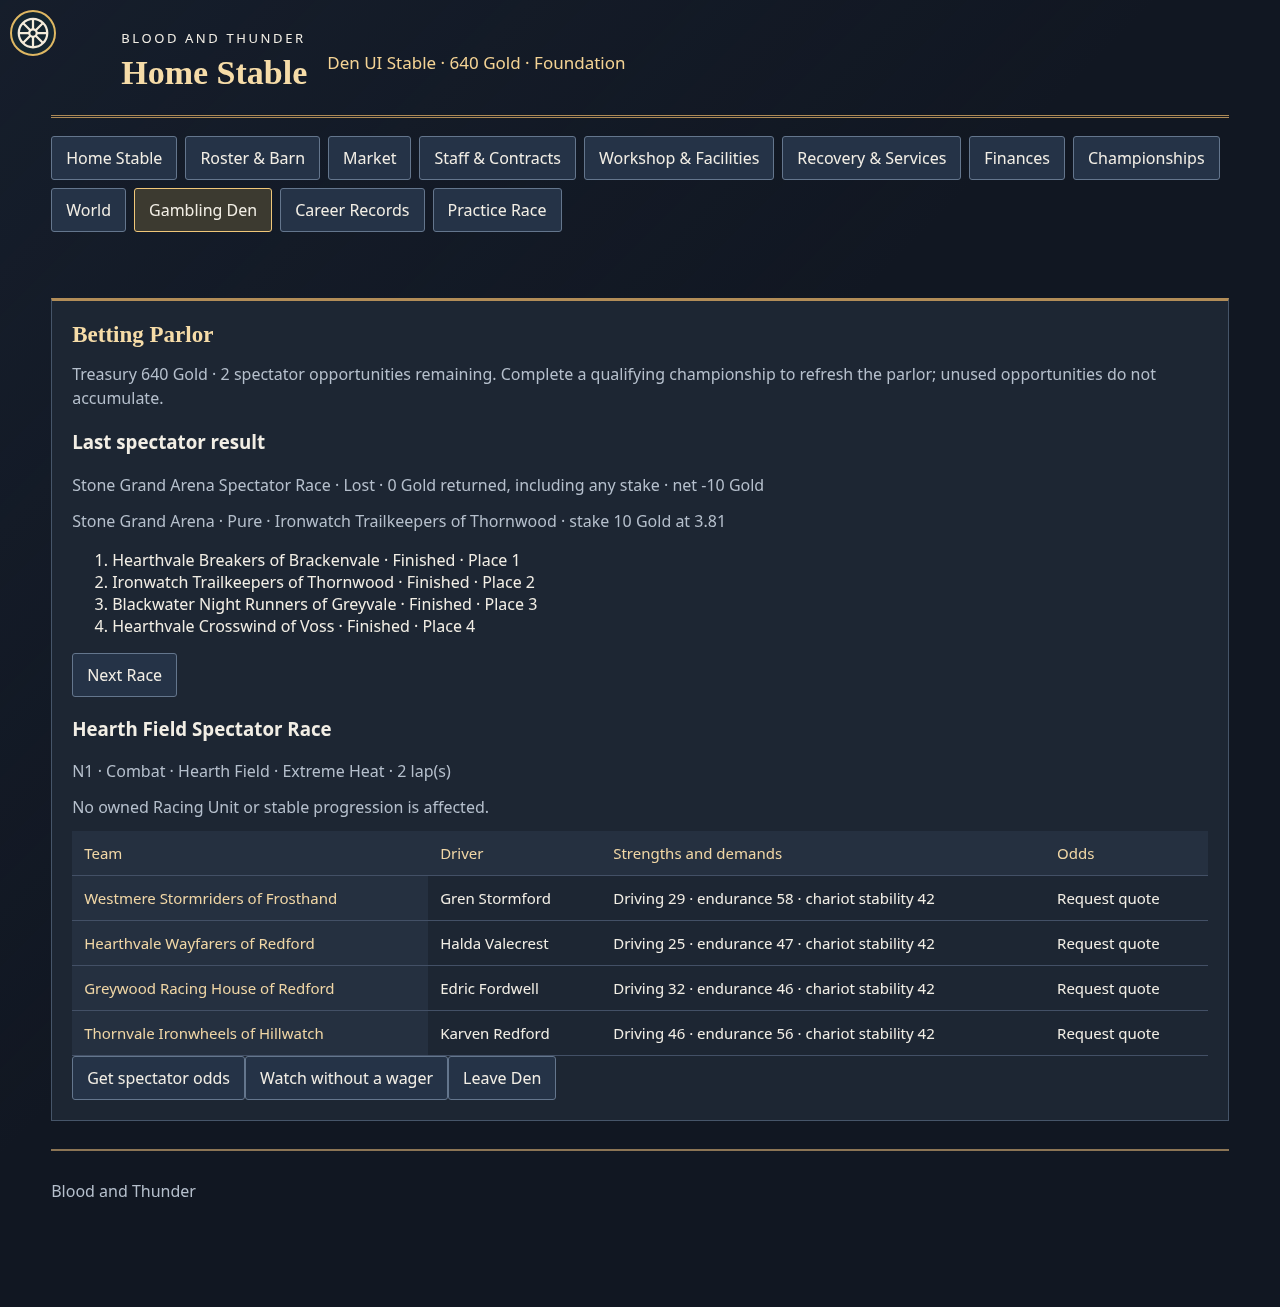 BLOOD AND THUNDER
Home Stable
Den UI Stable · 640 Gold · Foundation
Home Stable
Roster & Barn
Market
Staff & Contracts
Workshop & Facilities
Recovery & Services
Finances
Championships
World
Gambling Den
Career Records
Practice Race
Betting Parlor
Treasury 640 Gold · 2 spectator opportunities remaining. Complete a qualifying championship to refresh the parlor; unused opportunities do not
accumulate.
Last spectator result
Stone Grand Arena Spectator Race · Lost · 0 Gold returned, including any stake · net -10 Gold
Stone Grand Arena · Pure · Ironwatch Trailkeepers of Thornwood · stake 10 Gold at 3.81
1. Hearthvale Breakers of Brackenvale · Finished · Place 1
2. Ironwatch Trailkeepers of Thornwood · Finished · Place 2
3. Blackwater Night Runners of Greyvale · Finished · Place 3
4. Hearthvale Crosswind of Voss · Finished · Place 4
Next Race
Hearth Field Spectator Race
N1 · Combat · Hearth Field · Extreme Heat · 2 lap(s)
No owned Racing Unit or stable progression is affected.
Team Driver Strengths and demands Odds
Westmere Stormriders of Frosthand Gren Stormford Driving 29 · endurance 58 · chariot stability 42 Request quote
Hearthvale Wayfarers of Redford Halda Valecrest Driving 25 · endurance 47 · chariot stability 42 Request quote
Greywood Racing House of Redford Edric Fordwell Driving 32 · endurance 46 · chariot stability 42 Request quote
Thornvale Ironwheels of Hillwatch Karven Redford Driving 46 · endurance 56 · chariot stability 42 Request quote
Get spectator odds
Watch without a wager
Leave Den
Blood and Thunder